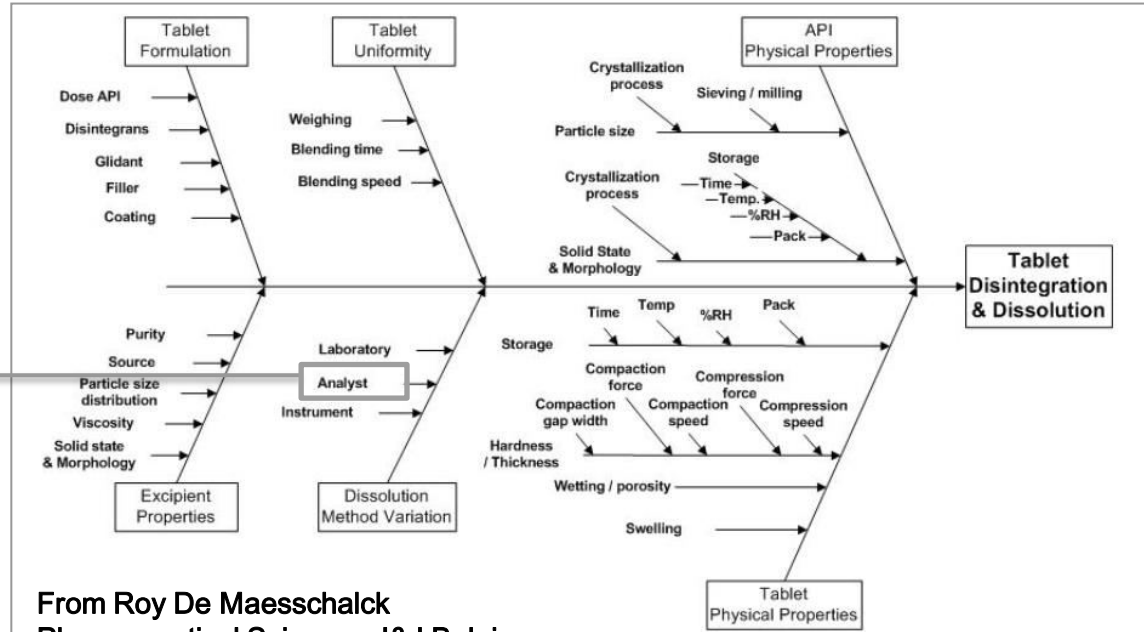 Tablet
Formulation
Tablet
Uniformity
API
Physical Properties
Dose API
Disintegrans
Glidant
Filler
Coating
Weighing
Blending time
Blending speed
Crystallization
process
Sieving / milling
Particle size
Storage
Time
Temp.
%RH
Pack
Crystallization
process
Solid State
& Morphology
Tablet
Disintegration
& Dissolution
Purity
Source
Particle size
distribution
Viscosity
Solid state
& Morphology
Excipient
Properties
Laboratory
Analyst
Instrument
Dissolution
Method Variation
Time
Temp
%RH
Pack
Storage
Compaction
force
Compression
force
Compaction
gap width
Compaction
speed
Compression
speed
Hardness
/ Thickness
Wetting / porosity
Swelling
Tablet
Physical Properties
From Roy De Maesschalck